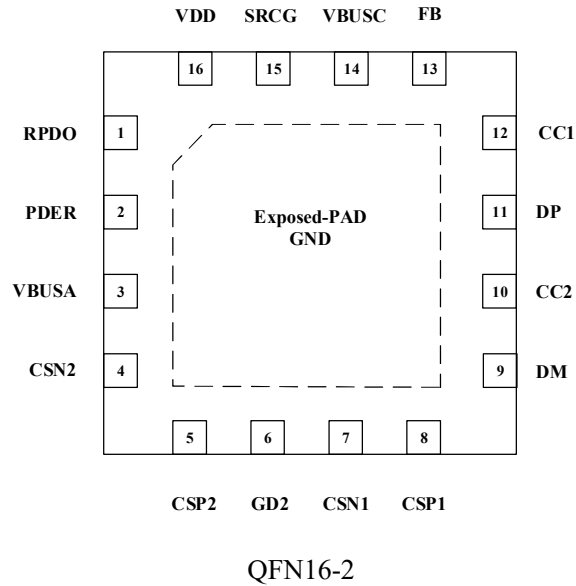 VDD SRCG VBUSC FB
16 15 14 13
RPDO 1 12 CC1
PDER 2 11 DP
Exposed-PAD
GND
VBUSA 3 10 CC2
CSN2 4 9 DM
5 6 7 8
CSP2 GD2 CSN1 CSP1
QFN16-2